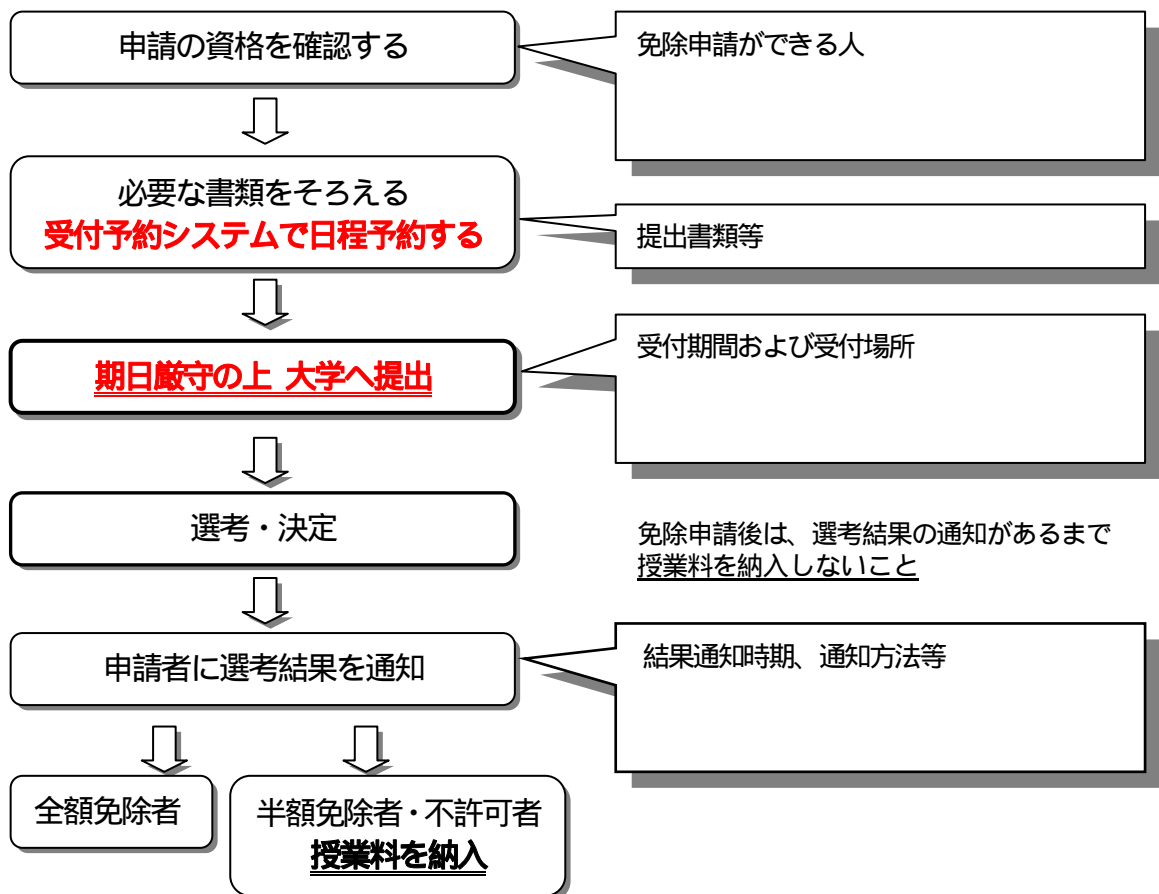 申請の資格を確認する
免除申請ができる人
必要な書類をそろえる
受付予約システムで日程予約する
提出書類等
期日厳守の上 大学へ提出
受付期間および受付場所
選考・決定
免除申請後は、選考結果の通知があるまで
授業料を納入しないこと
申請者に選考結果を通知
結果通知時期、通知方法等
全額免除者
半額免除者・不許可者
授業料を納入